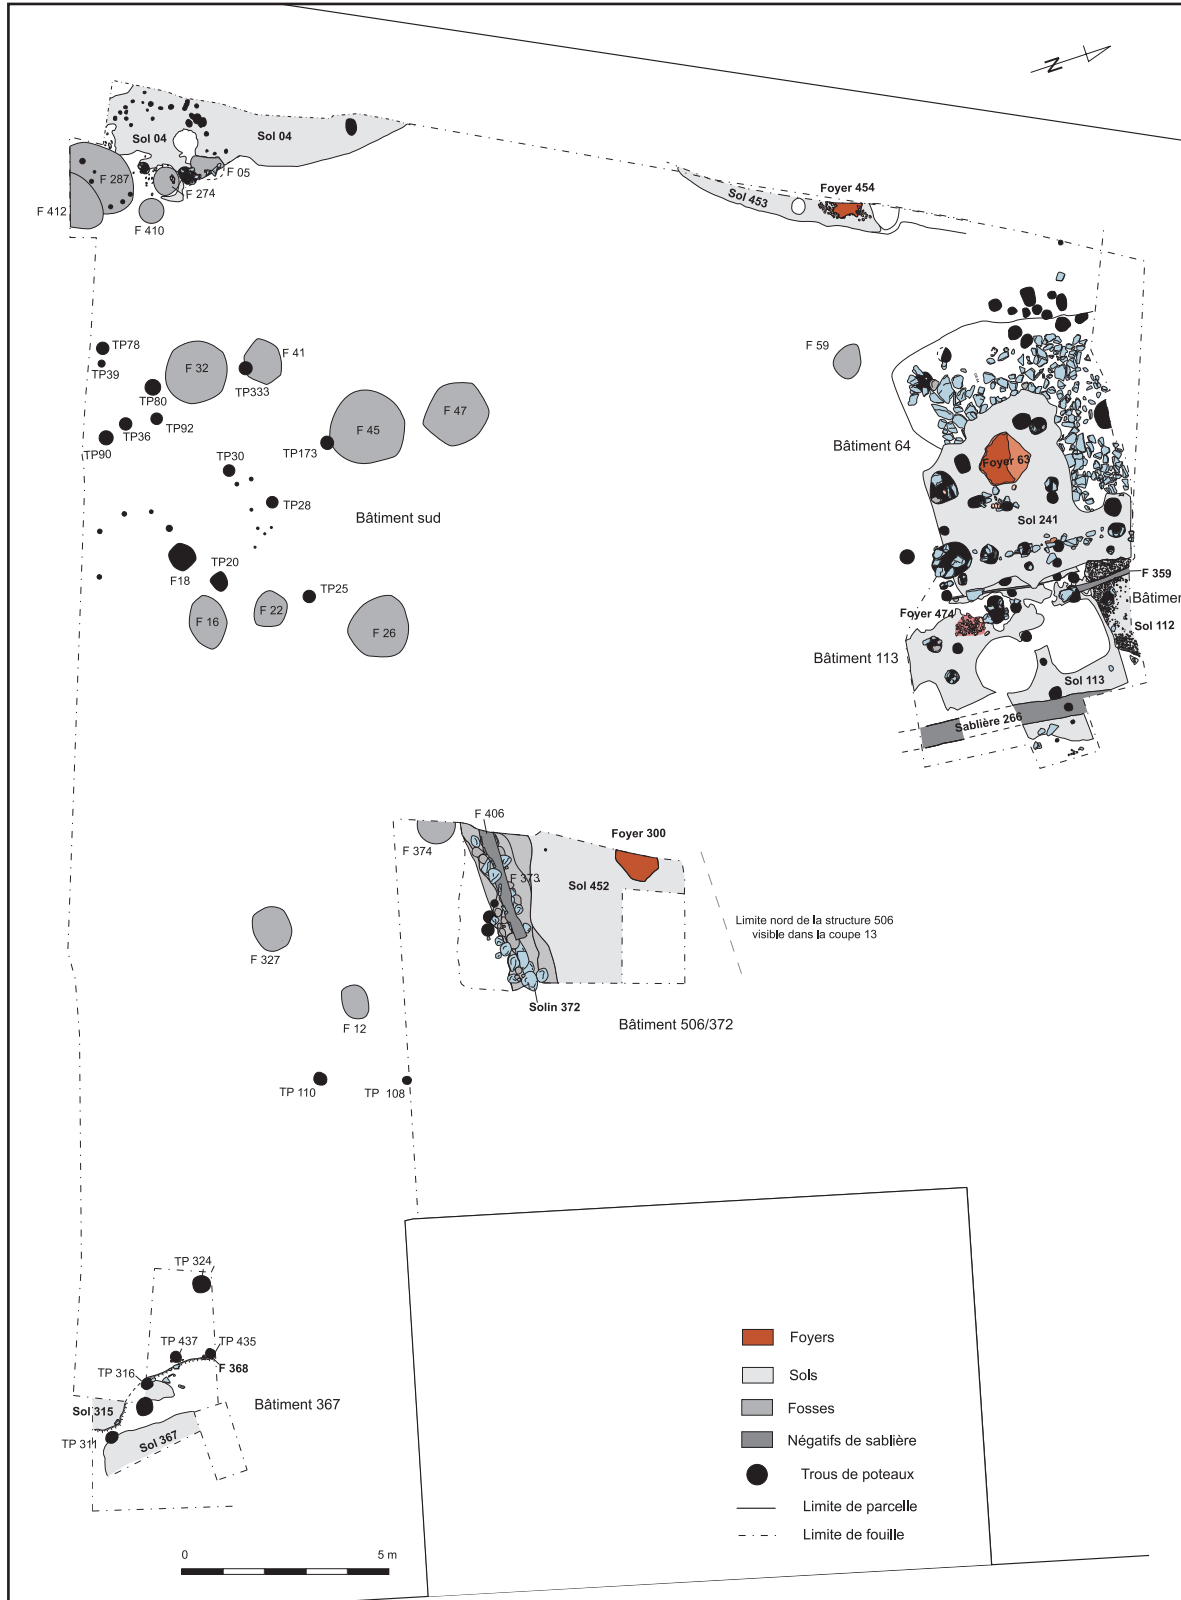 N
Sol 04
Sol 04
F 05
F 287
F 274
F 412
F 410
Foyer 454
Sol 453
TP78
TP39
F 32
F 41
F 59
TP80
TP333
TP36
TP92
TP90
F 45
F 47
TP173
TP30
TP28
Bâtiment sud
F18
TP20
TP25
F 16
F 22
F 26
Bâtiment 64
Foyer 63
Sol 241
F 359
Bâtimen
Foyer 474
Sol 112
Bâtiment 113
Sol 113
Sablière 266
F 406
F 374
F 373
Foyer 300
Sol 452
Limite nord de la structure 506
visible dans la coupe 13
Solin 372
Bâtiment 506/372
F 327
F 12
TP 110
TP 108
TP 324
TP 437
TP 435
TP 316
F 368
Sol 315
Bâtiment 367
TP 311
Sol 367
Foyers
Sols
Fosses
Négatifs de sablière
Trous de poteaux
Limite de parcelle
Limite de fouille
0 5 m